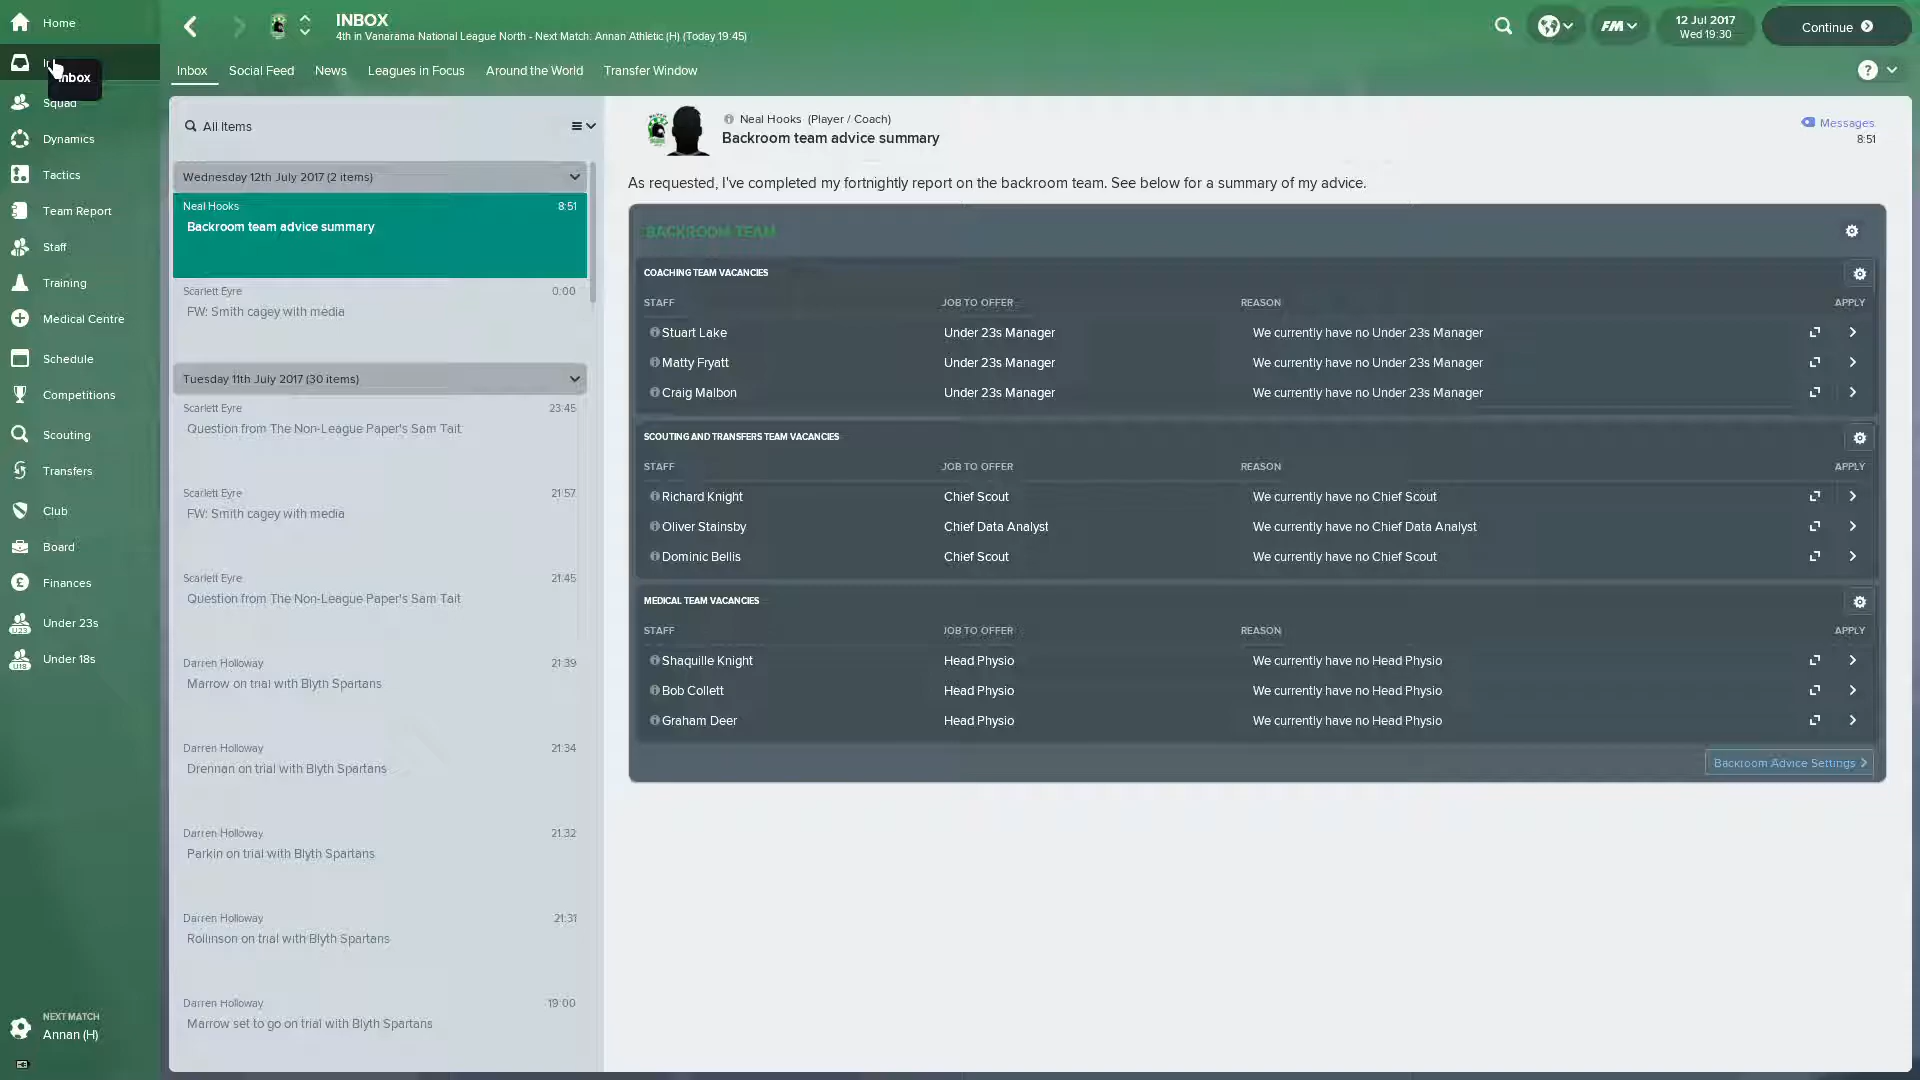 Home
In
Inbox
Squad
Dynamics
Tactics
Team Report
Staff
Training
Medical Centre
Schedule
Competitions
Scouting
Transfers
Club
Board
Finances
Under 23s
Under 18s
NEXT MATCH
Annan (H)
INBOX
4th in Vanarama National League North - Next Match: Annan Athletic (H) (Today 19:45)
FM
12 Jul 2017
Wed 19:30
Continue
Inbox Social Feed News Leagues in Focus Around the World Transfer Window
?
All Items
Wednesday 12th July 2017 (2 items)
Neal Hooks 8:51
Backroom team advice summary
Scarlett Eyre 0:00
FW: Smith cagey with media
Tuesday 11th July 2017 (30 items)
Scarlett Eyre 23:45
Question from The Non-League Paper's Sam Tait
Scarlett Eyre 21:57
FW: Smith cagey with media
Scarlett Eyre 21:45
Question from The Non-League Paper's Sam Tait
Darren Holloway 21:39
Marrow on trial with Blyth Spartans
Darren Holloway 21:34
Drennan on trial with Blyth Spartans
Darren Holloway 21:32
Parkin on trial with Blyth Spartans
Darren Holloway 21:31
Rollinson on trial with Blyth Spartans
Darren Holloway 19:00
Marrow set to go on trial with Blyth Spartans
Neal Hooks (Player / Coach)
Backroom team advice summary
Messages
8:51
As requested, I've completed my fortnightly report on the backroom team. See below for a summary of my advice.
BACKROOM TEAM
COACHING TEAM VACANCIES
STAFF JOB TO OFFER REASON APPLY
Stuart Lake Under 23s Manager We currently have no Under 23s Manager
Matty Fryatt Under 23s Manager We currently have no Under 23s Manager
Craig Malbon Under 23s Manager We currently have no Under 23s Manager
SCOUTING AND TRANSFERS TEAM VACANCIES
STAFF JOB TO OFFER REASON APPLY
Richard Knight Chief Scout We currently have no Chief Scout
Oliver Stainsby Chief Data Analyst We currently have no Chief Data Analyst
Dominic Bellis Chief Scout We currently have no Chief Scout
MEDICAL TEAM VACANCIES
STAFF JOB TO OFFER REASON APPLY
Shaquille Knight Head Physio We currently have no Head Physio
Bob Collett Head Physio We currently have no Head Physio
Graham Deer Head Physio We currently have no Head Physio
Backroom Advice Settings